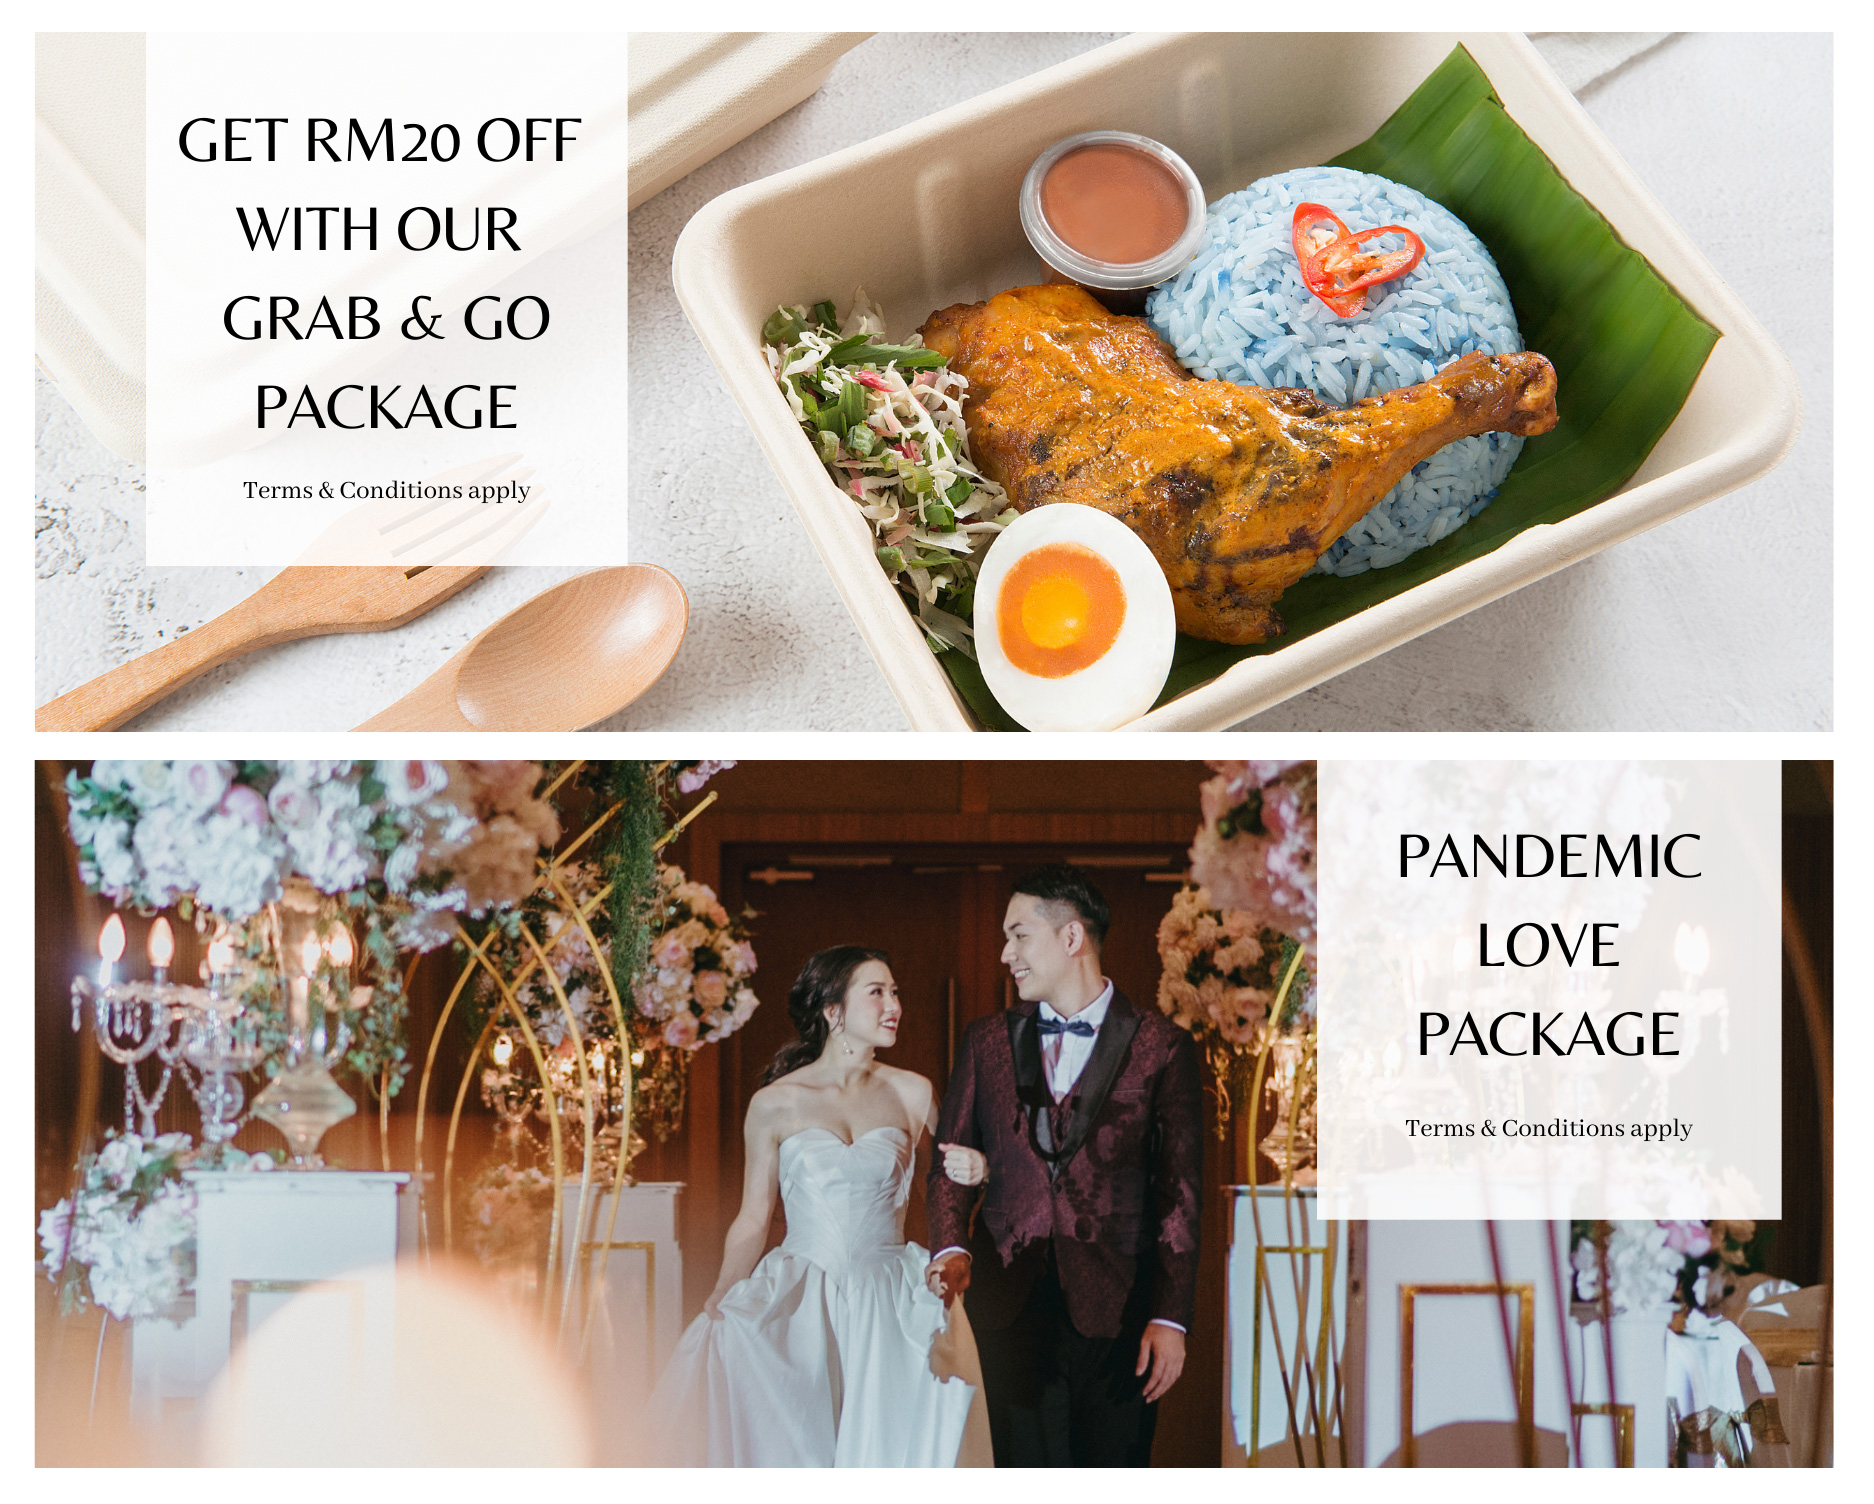 GET RM20 OFF
WITH OUR
GRAB & GO
PACKAGE
Terms & Conditions apply
PANDEMIC
LOVE
PACKAGE
Terms & Conditions apply